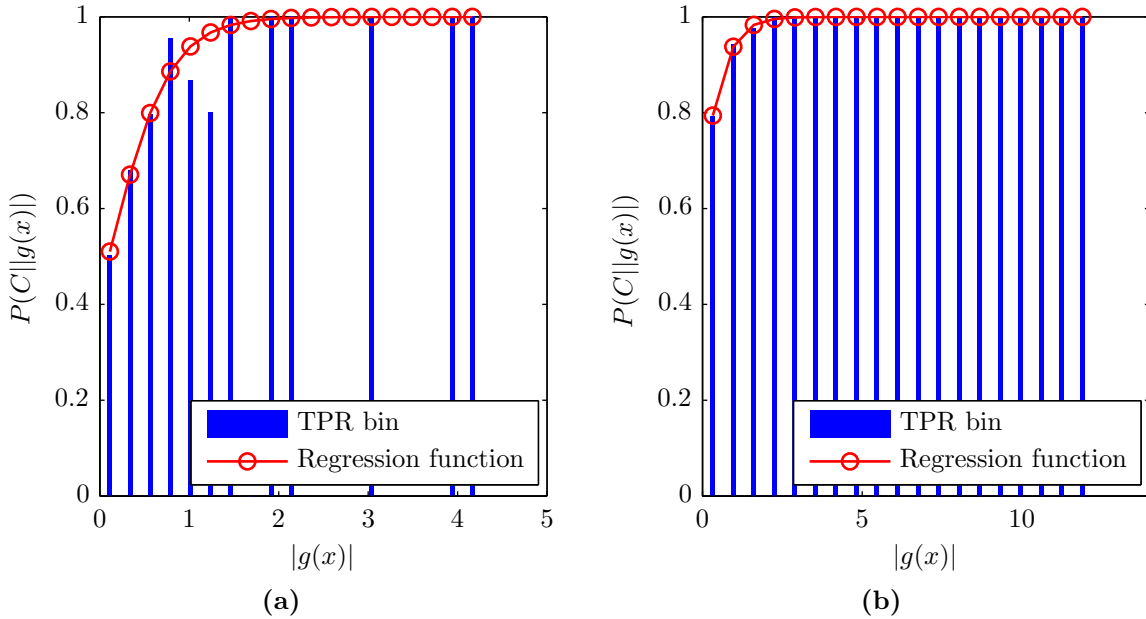 P(C||g(x)|)
1
0.8
0.6
0.4
0.2
0
0 1 2 3 4 5
TPR bin
Regression function
|g(x)|
(a)
P(C||g(x)|)
1
0.8
0.6
0.4
0.2
0
0 5 10
TPR bin
Regression function
|g(x)|
(b)